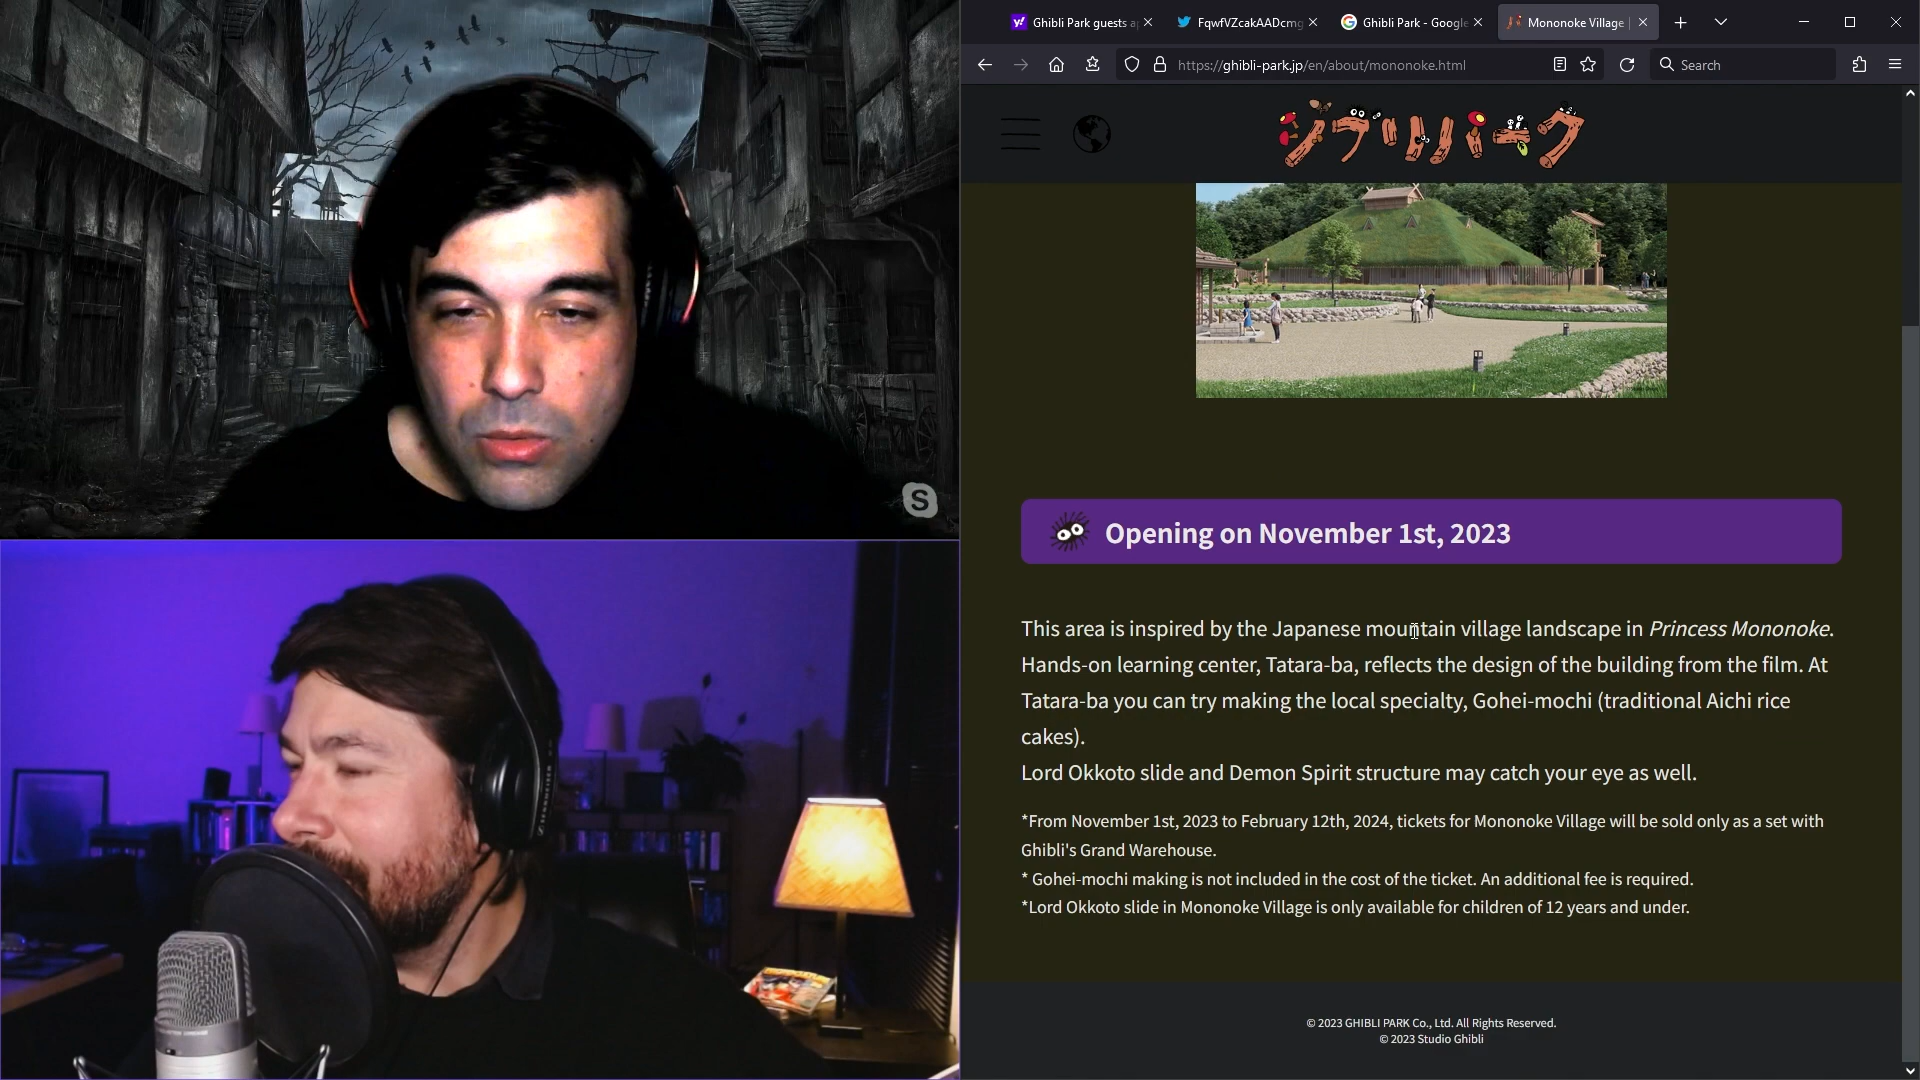 Ghibli Park guests a
FqwfVZcakAADcmg
Ghibli Park - Google
Mononoke Village |
https://ghibli-park.jp/en/about/mononoke.html
Search
ジブリパーク
S
Opening on November 1st, 2023
This area is inspired by the Japanese mountain village landscape in Princess Mononoke.
Hands-on learning center, Tatara-ba, reflects the design of the building from the film. At
Tatara-ba you can try making the local specialty, Gohei-mochi (traditional Aichi rice
cakes).
Lord Okkoto slide and Demon Spirit structure may catch your eye as well.
*From November 1st, 2023 to February 12th, 2024, tickets for Mononoke Village will be sold only as a set with
Ghibli's Grand Warehouse.
* Gohei-mochi making is not included in the cost of the ticket. An additional fee is required.
*Lord Okkoto slide in Mononoke Village is only available for children of 12 years and under.
© 2023 GHIBLI PARK Co., Ltd. All Rights Reserved.
© 2023 Studio Ghibli